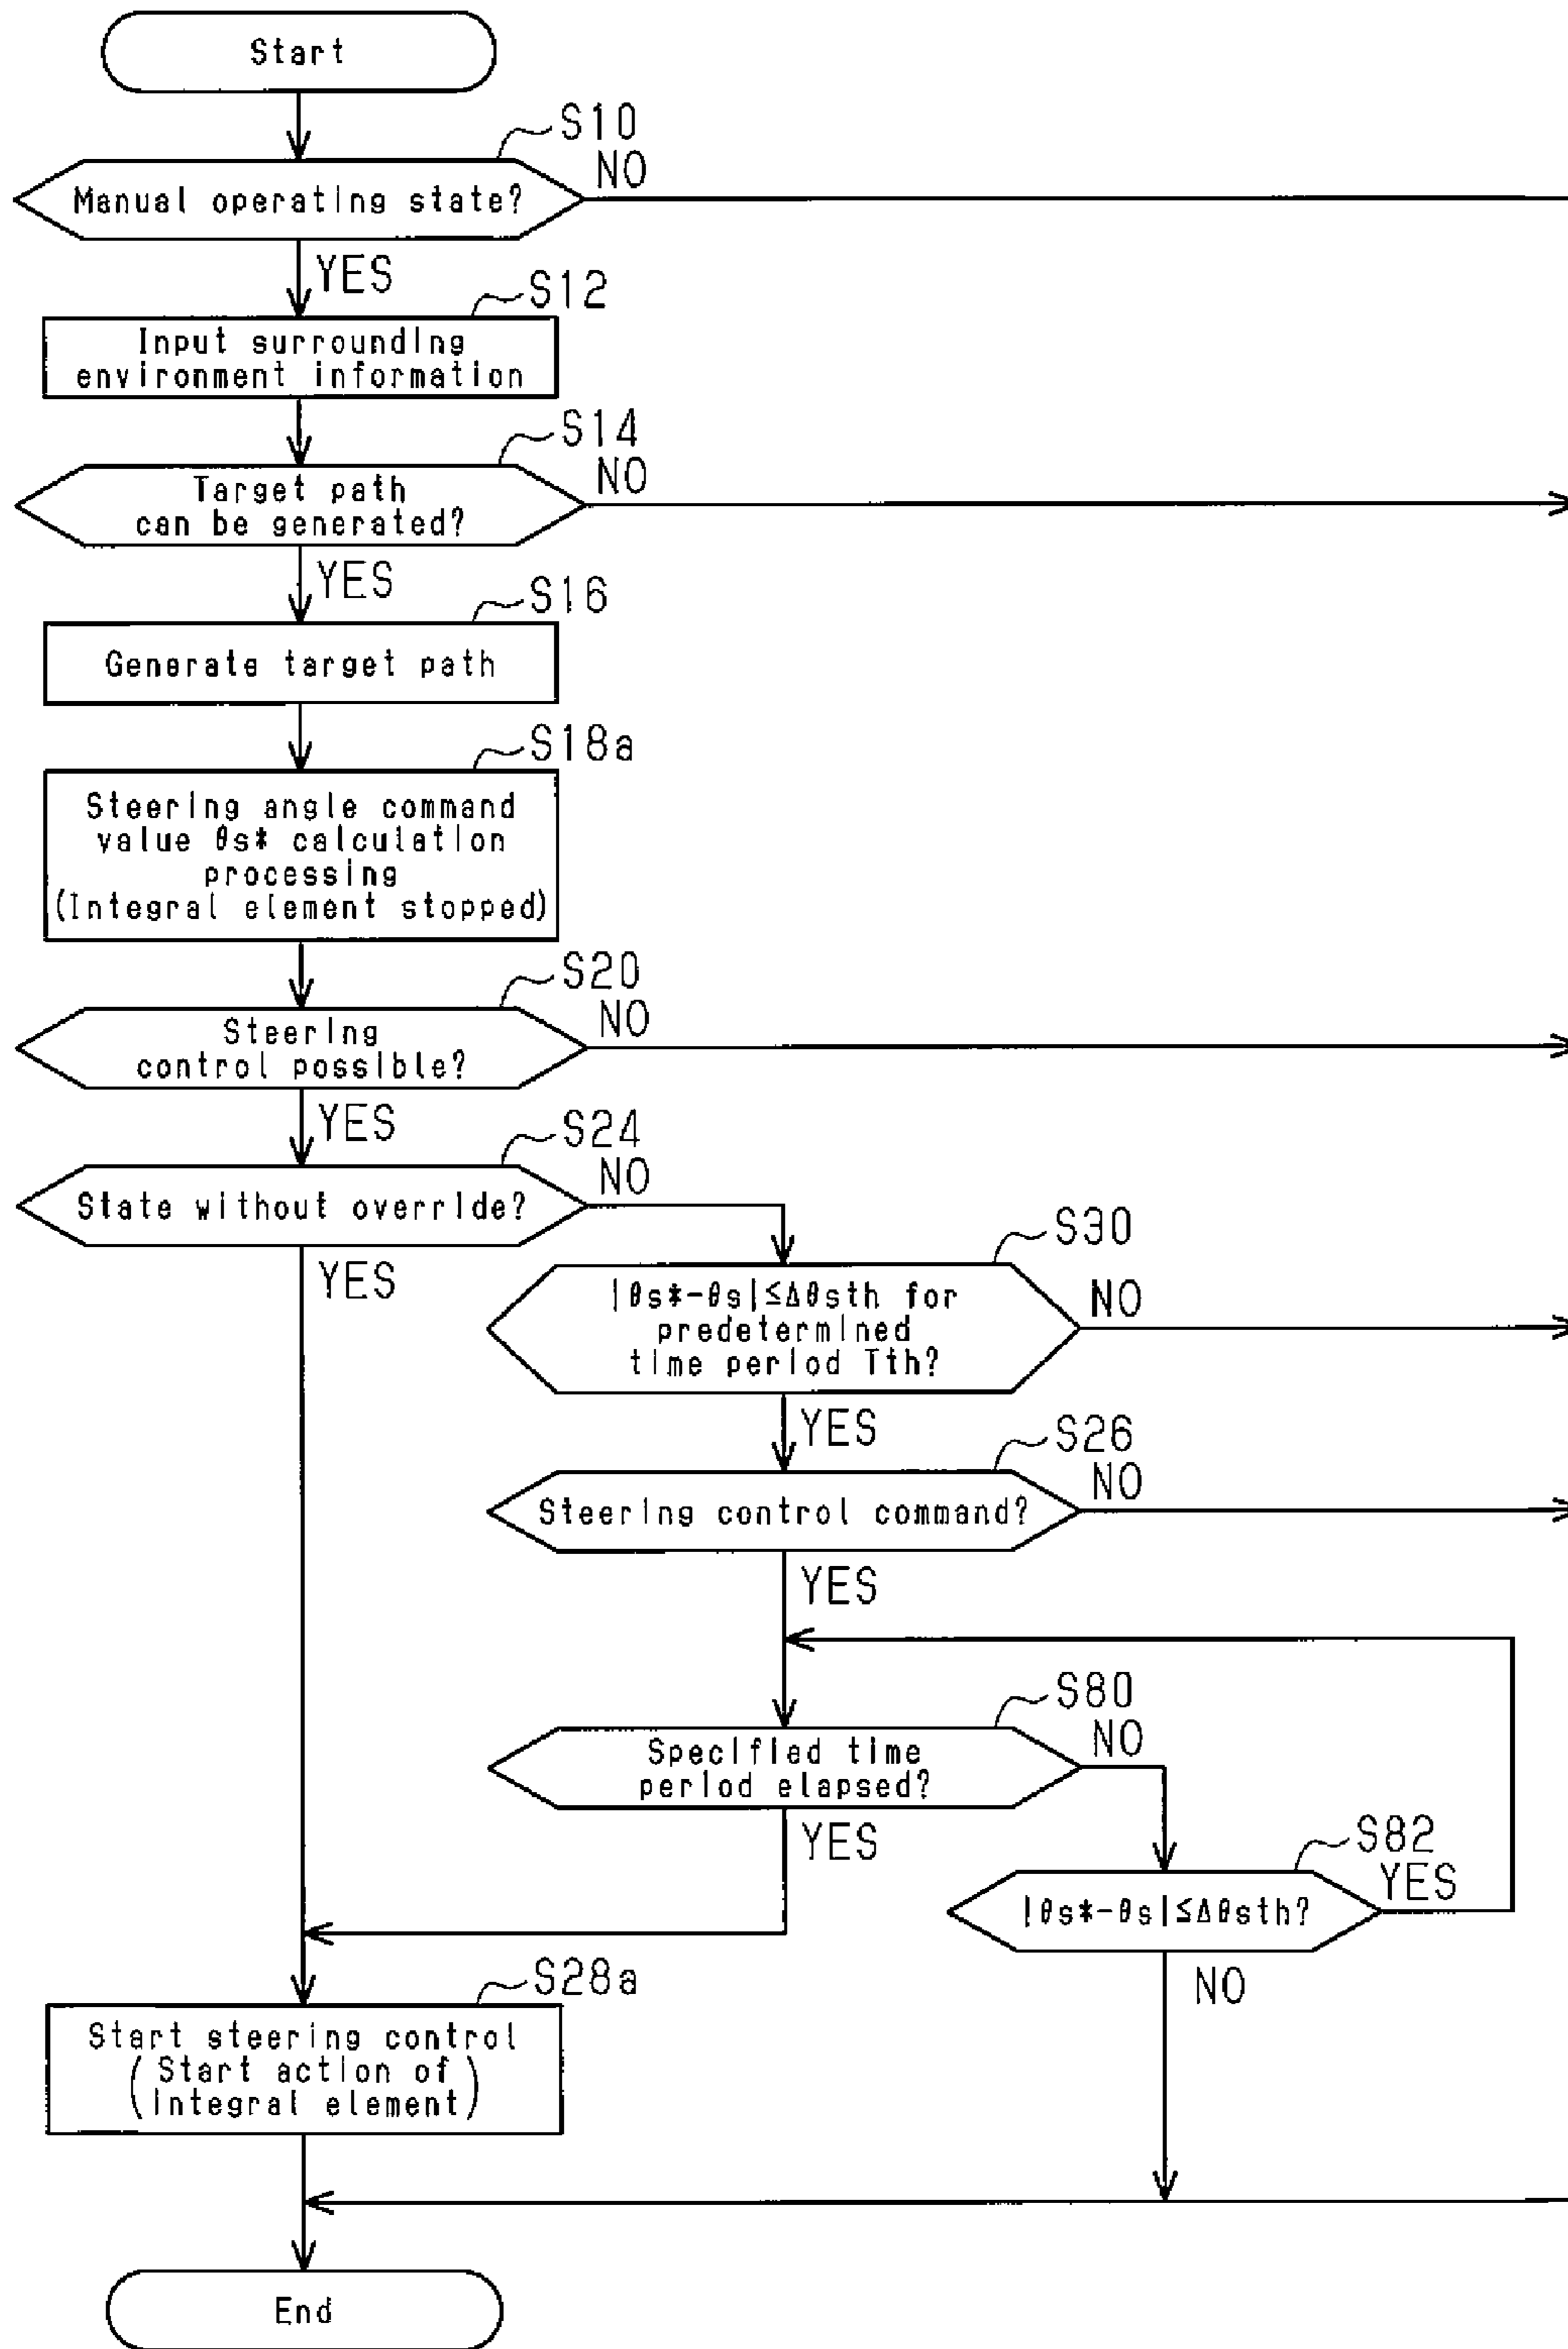 Start
S10
Manual operating state?
NO
YES
S12
Input surrounding
environment information
S14
Target path
can be generated?
NO
YES
S16
Generate target path
S18a
Steering angle command
value θs* calculation
processing
(Integral element stopped)
S20
Steering
control possible?
NO
YES
S24
State without override?
NO
YES
S30
|θs*-θs|≤Δθsth for
predetermined
time period Tth?
NO
YES
S26
Steering control command?
NO
YES
S80
Specified time
period elapsed?
NO
YES
S82
|θs*-θs|≤Δθsth?
YES
NO
S28a
Start steering control
(Start action of
integral element)
End